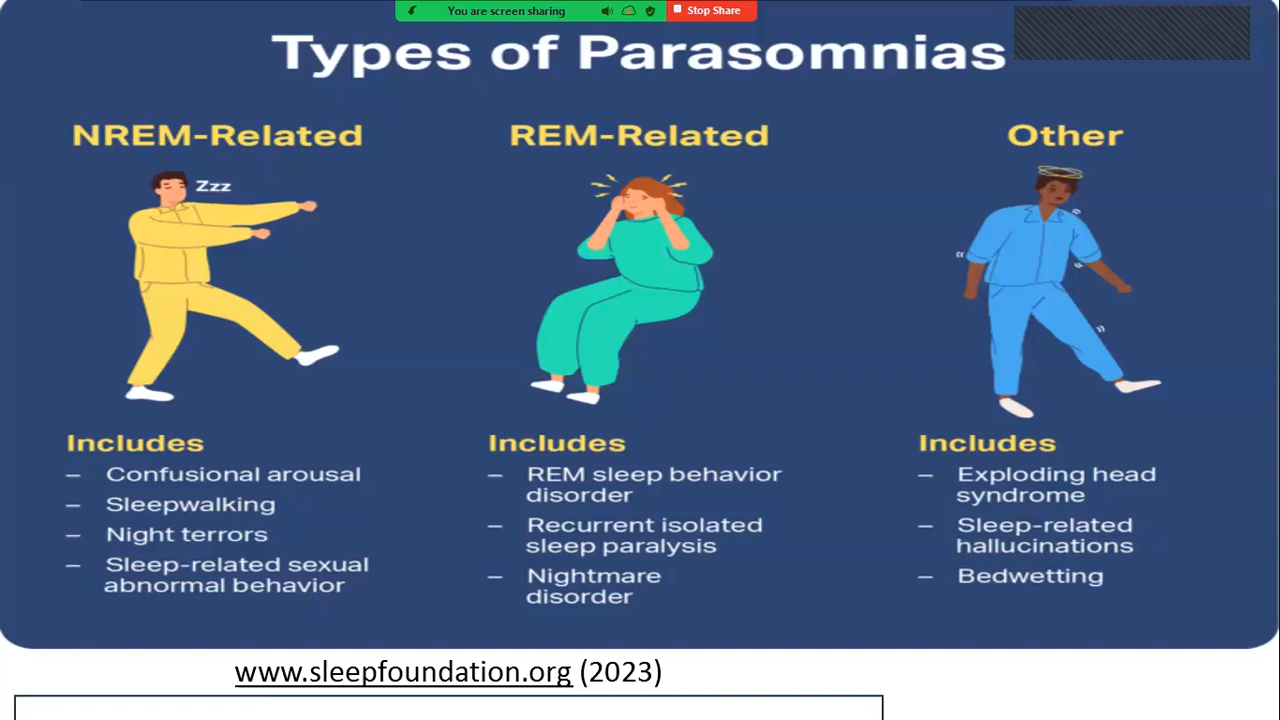 You are screen sharing
Stop Share
Types of Parasomnias
NREM-Related
Zzz
Includes
– Confusional arousal
– Sleepwalking
– Night terrors
– Sleep-related sexual
abnormal behavior
REM-Related
Includes
– REM sleep behavior
disorder
– Recurrent isolated
sleep paralysis
– Nightmare
disorder
Other
Includes
– Exploding head
syndrome
– Sleep-related
hallucinations
– Bedwetting
www.sleepfoundation.org (2023)